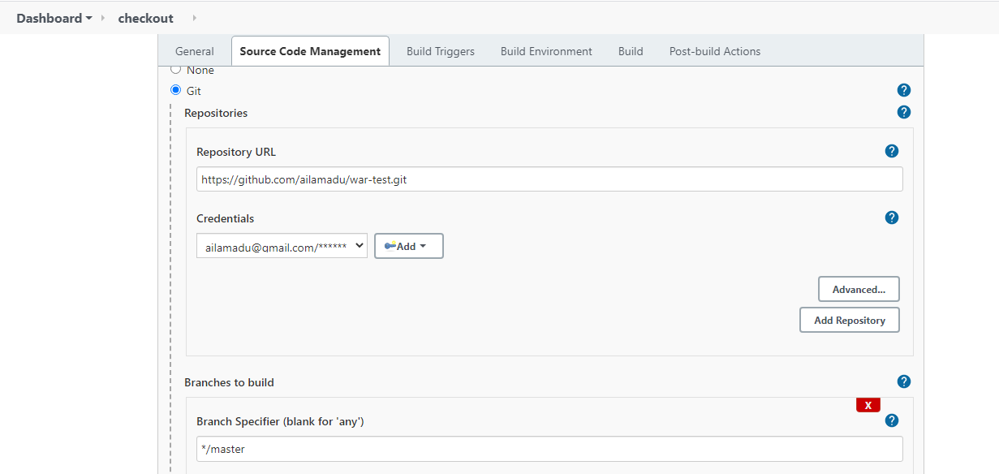 Dashboard checkout
General Source Code Management Build Triggers Build Environment Build Post-build Actions
None
Git ?
Repositories ?
Repository URL ?
https://github.com/ailamadu/war-test.git
Credentials ?
ailamadu@gmail.com/****** Add
Advanced...
Add Repository
Branches to build ?
X
Branch Specifier (blank for 'any') ?
*/master